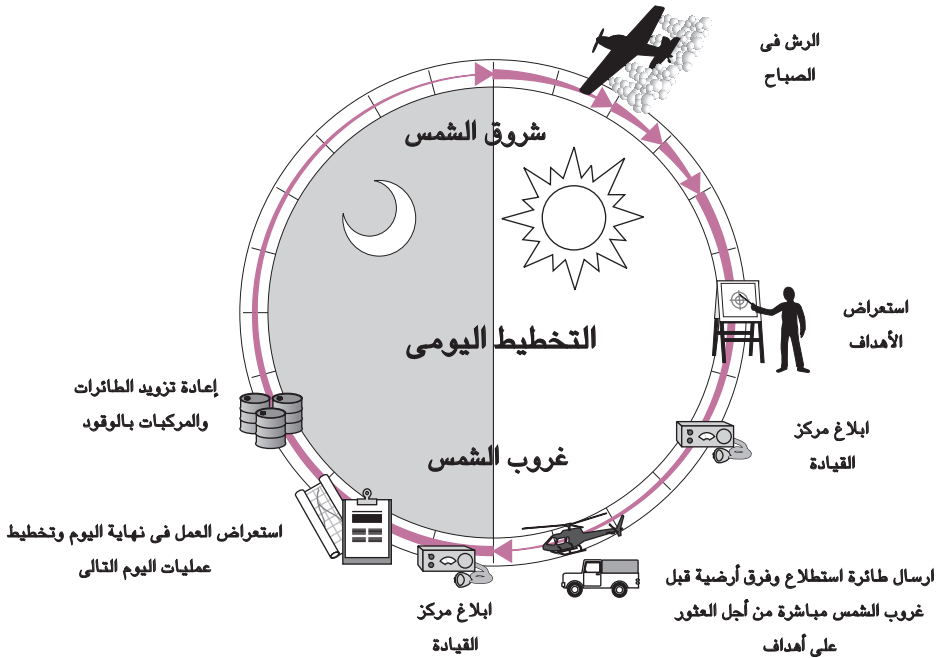 الرش فى
الصباح
شروق الشمس
استعراض
الأهداف
التخطيط اليومى
إعادة تزويد الطائرات
والمركبات بالوقود
ابلاغ مركز
القيادة
غروب الشمس
استعراض العمل فى نهاية اليوم وتخطيط
عمليات اليوم التالى
ارسال طائرة استطلاع وفرق أرضية قبل
غروب الشمس مباشرة من أجل العثور
على أهداف
ابلاغ مركز
القيادة